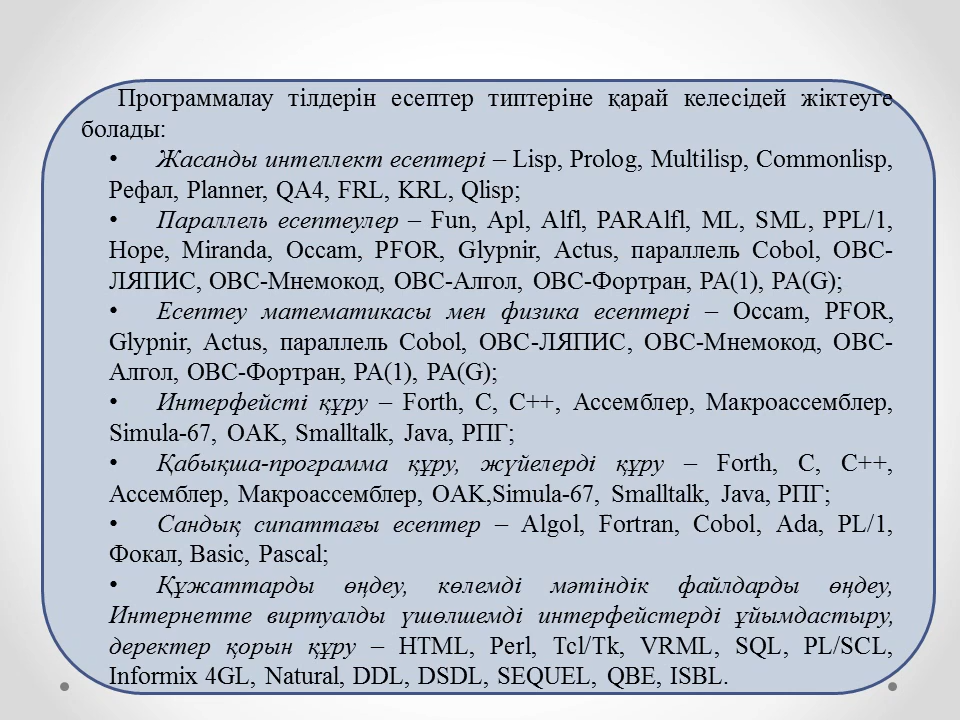 Программалау тілдерін есептер типтеріне қарай келесідей жіктеуге
болады:
• Жасанды интеллект есептері – Lisp, Prolog, Multilisp, Commonlisp,
Рефал, Planner, QA4, FRL, KRL, Qlisp;
• Параллель есептеулер – Fun, Apl, Alfl, PARAlfl, ML, SML, PPL/1,
Hope, Miranda, Occam, PFOR, Glypnir, Actus, параллель Cobol, ОВС-
ЛЯПИС, ОВС-Мнемокод, ОВС-Алгол, ОВС-Фортран, РА(1), PA(G);
• Есептеу математикасы мен физика есептері – Occam, PFOR,
Glypnir, Actus, параллель Cobol, ОВС-ЛЯПИС, ОВС-Мнемокод, ОВС-
Алгол, ОВС-Фортран, РА(1), PA(G);
• Интерфейсті құру – Forth, C, C++, Ассемблер, Макроассемблер,
Simula-67, OAK, Smalltalk, Java, РПГ;
• Қабықша-программа құру, жүйелерді құру – Forth, C, C++,
Ассемблер, Макроассемблер, OAK,Simula-67, Smalltalk, Java, РПГ;
• Сандық сипаттағы есептер – Algol, Fortran, Cobol, Ada, PL/1,
Фокал, Basic, Pascal;
• Құжаттарды өңдеу, көлемді мәтіндік файлдарды өңдеу,
Интернетте виртуалды үшөлшемді интерфейстерді ұйымдастыру,
деректер қорын құру – HTML, Perl, Tcl/Tk, VRML, SQL, PL/SCL,
Informix 4GL, Natural, DDL, DSDL, SEQUEL, QBE, ISBL.